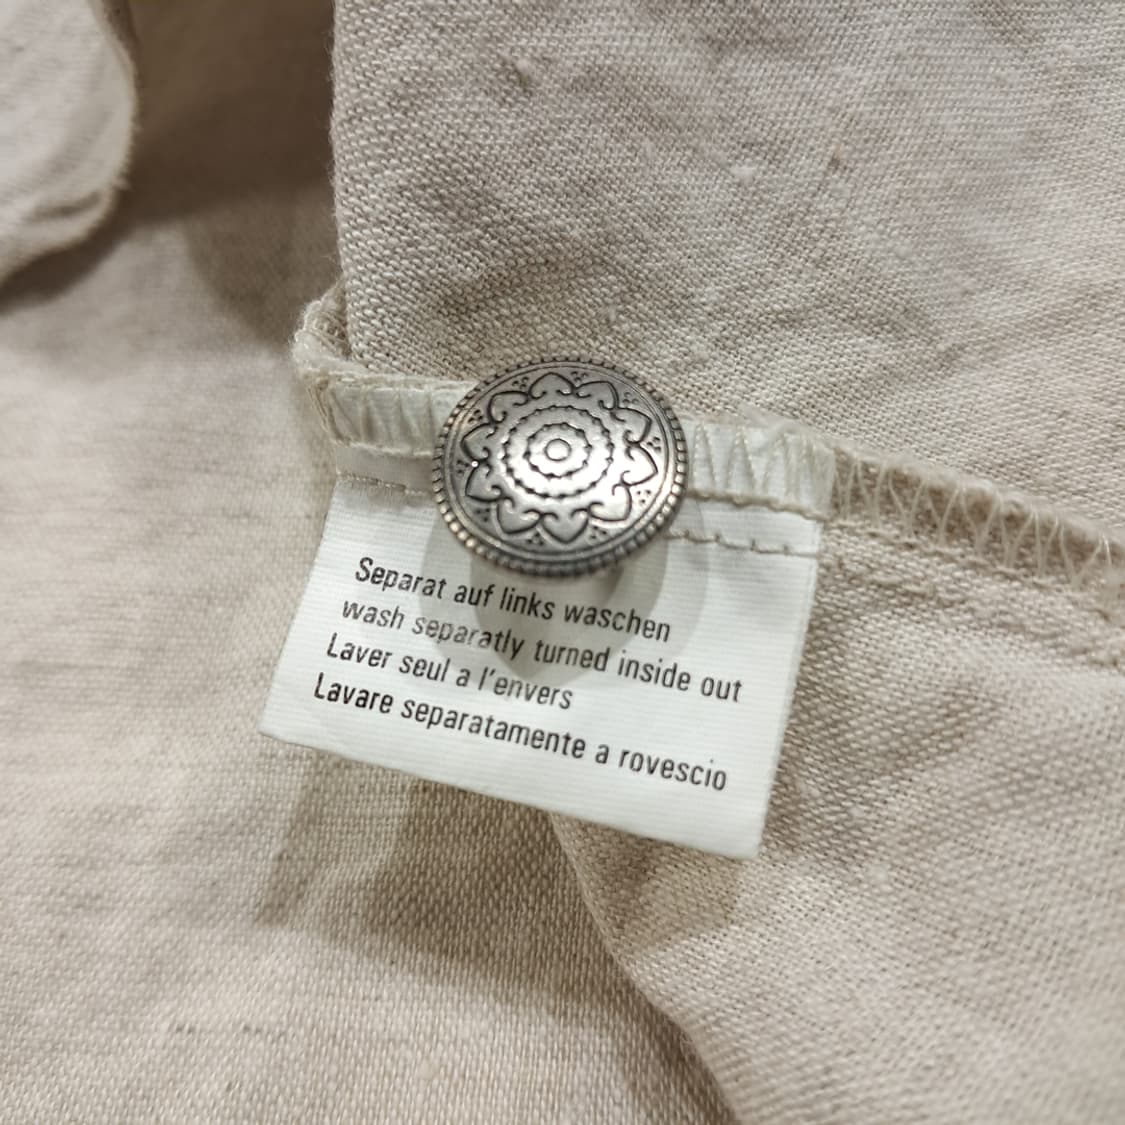 Separat auf links waschen
wash separatly turned inside out
Laver seul a l'envers
Lavare separatamente a rovescio